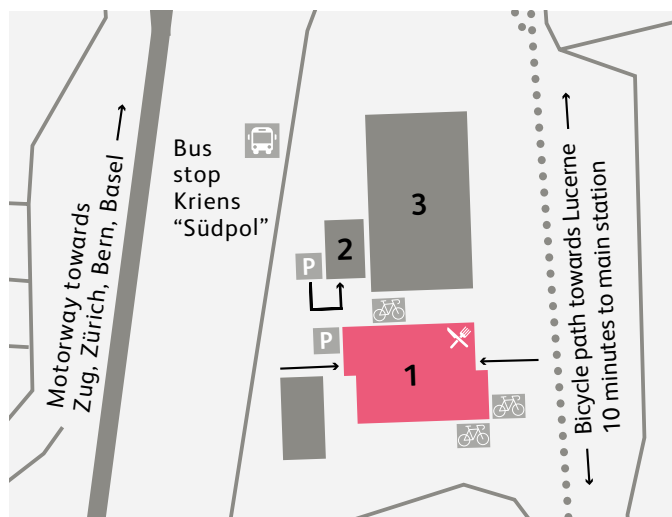 Motorway towards
Zug, Zürich, Bern, Basel
Bus
stop
Kriens
“Südpol”
P
2
3
P
1
Bicycle path towards Lucerne
10 minutes to main station